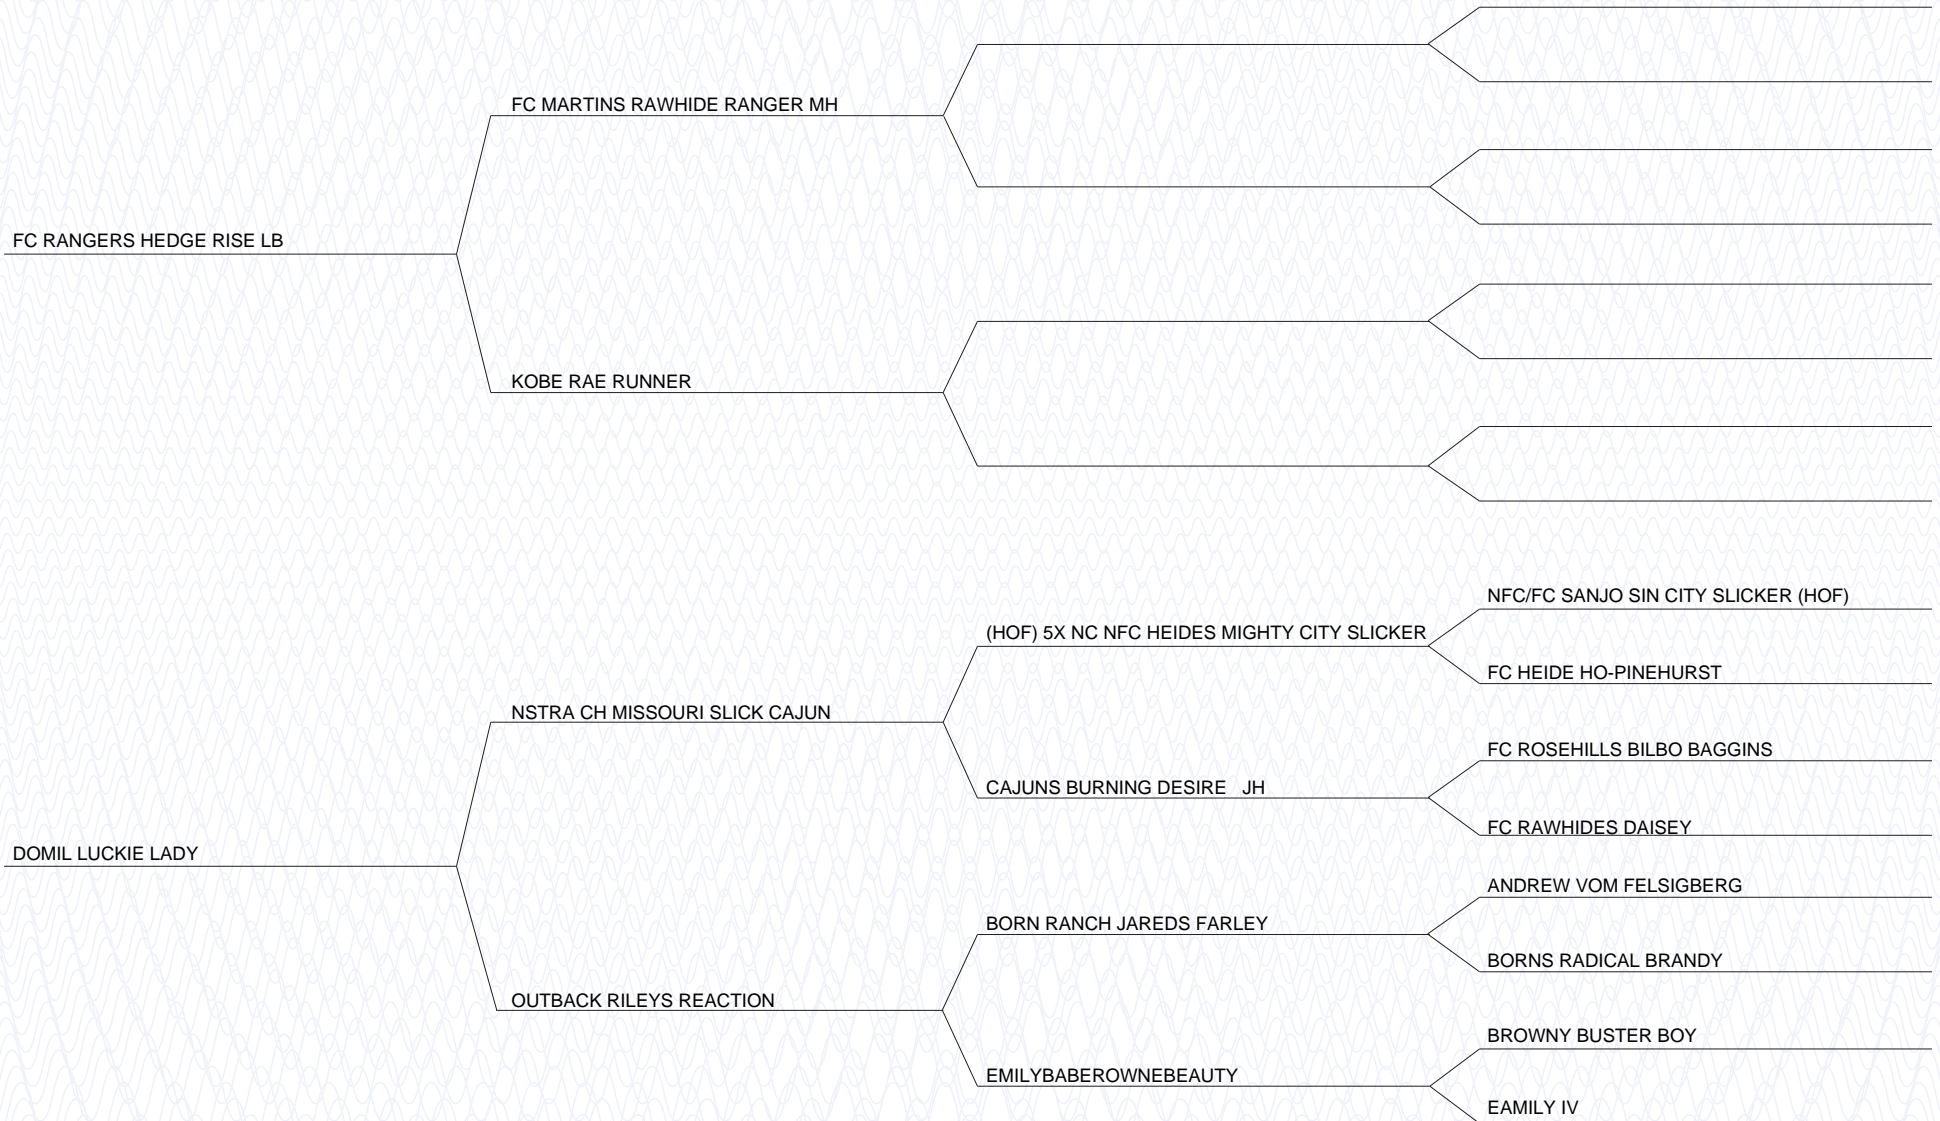 FC MARTINS RAWHIDE RANGER MH
FC RANGERS HEDGE RISE LB
KOBE RAE RUNNER
NFC/FC SANJO SIN CITY SLICKER (HOF)
(HOF) 5X NC NFC HEIDES MIGHTY CITY SLICKER
FC HEIDE HO-PINEHURST
NSTRA CH MISSOURI SLICK CAJUN
FC ROSEHILLS BILBO BAGGINS
CAJUNS BURNING DESIRE JH
FC RAWHIDES DAISEY
DOMIL LUCKIE LADY
ANDREW VOM FELSIGBERG
BORN RANCH JAREDS FARLEY
BORNS RADICAL BRANDY
OUTBACK RILEYS REACTION
BROWNY BUSTER BOY
EMILYBABEROWNEBEAUTY
EAMILY IV